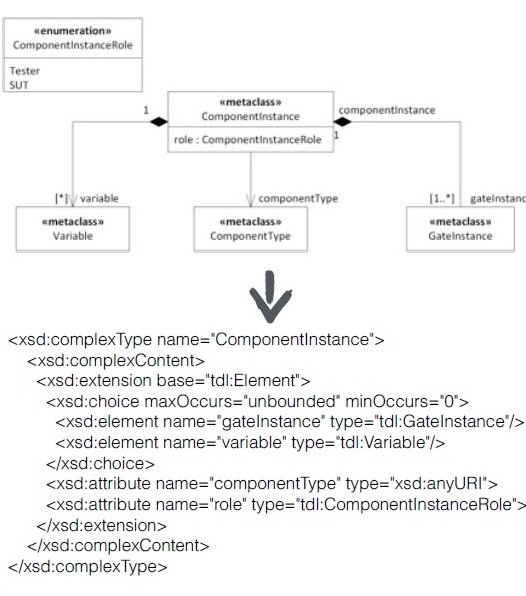 «enumeration»
ComponentInstanceRole
Tester
SUT
«metaclass»
ComponentInstance
role : ComponentInstanceRole
1
componentInstance
1
[*] variable
componentType
[1..*] gateInstanc
«metaclass»
Variable
«metaclass»
ComponentType
«metaclass»
GateInstance
<xsd:complexType name="ComponentInstance">
<xsd:complexContent>
<xsd:extension base="tdl:Element">
<xsd:choice maxOccurs="unbounded" minOccurs="0">
<xsd:element name="gateInstance" type="tdl:GateInstance"/>
<xsd:element name="variable" type="tdl:Variable"/>
</xsd:choice>
<xsd:attribute name="componentType" type="xsd:anyURI">
<xsd:attribute name="role" type="tdl:ComponentInstanceRole">
</xsd:extension>
</xsd:complexContent>
</xsd:complexType>